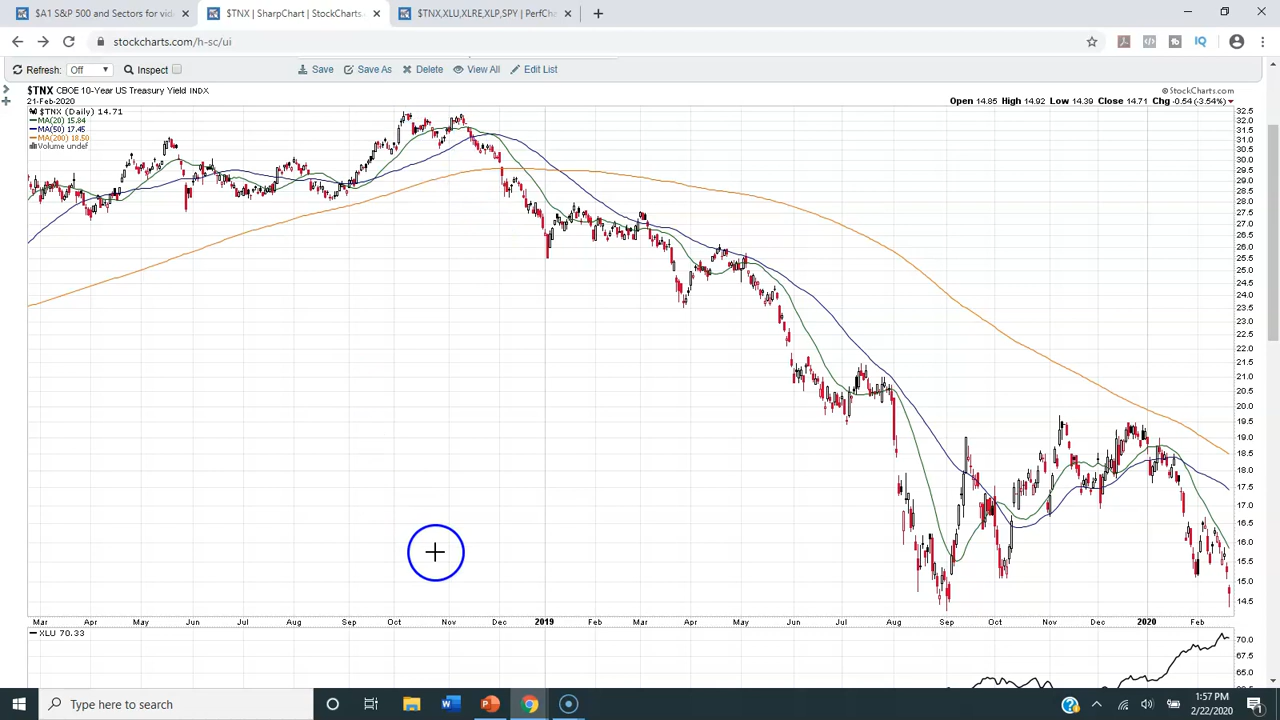 $A1 S&P 500 and Sectors for vid
$TNX | SharpChart | StockCharts.
$TNX,XLU,XLRE,XLP,SPY | PerfCh
stockcharts.com/h-sc/ui
Refresh: Off Inspect Save Save As Delete View All Edit List
$TNX CBOE 10-Year US Treasury Yield INDX © StockCharts.com
21-Feb-2020 Open 14.85 High 14.92 Low 14.39 Close 14.71 Chg -0.54 (-3.54%)
$TNX (Daily) 14.71
MA(20) 15.84
MA(50) 17.45
MA(200) 18.50
Volume undef
32.5
32.0
31.5
31.0
30.5
30.0
29.5
29.0
28.5
28.0
27.5
27.0
26.5
26.0
25.5
25.0
24.5
24.0
23.5
23.0
22.5
22.0
21.5
21.0
20.5
20.0
19.5
19.0
18.5
18.0
17.5
17.0
16.5
16.0
15.5
15.0
14.5
Mar Apr May Jun Jul Aug Sep Oct Nov Dec 2019 Feb Mar Apr May Jun Jul Aug Sep Oct Nov Dec 2020 Feb
XLU 70.33
70.0
67.5
65.0
Type here to search
1:57 PM
2/22/2020